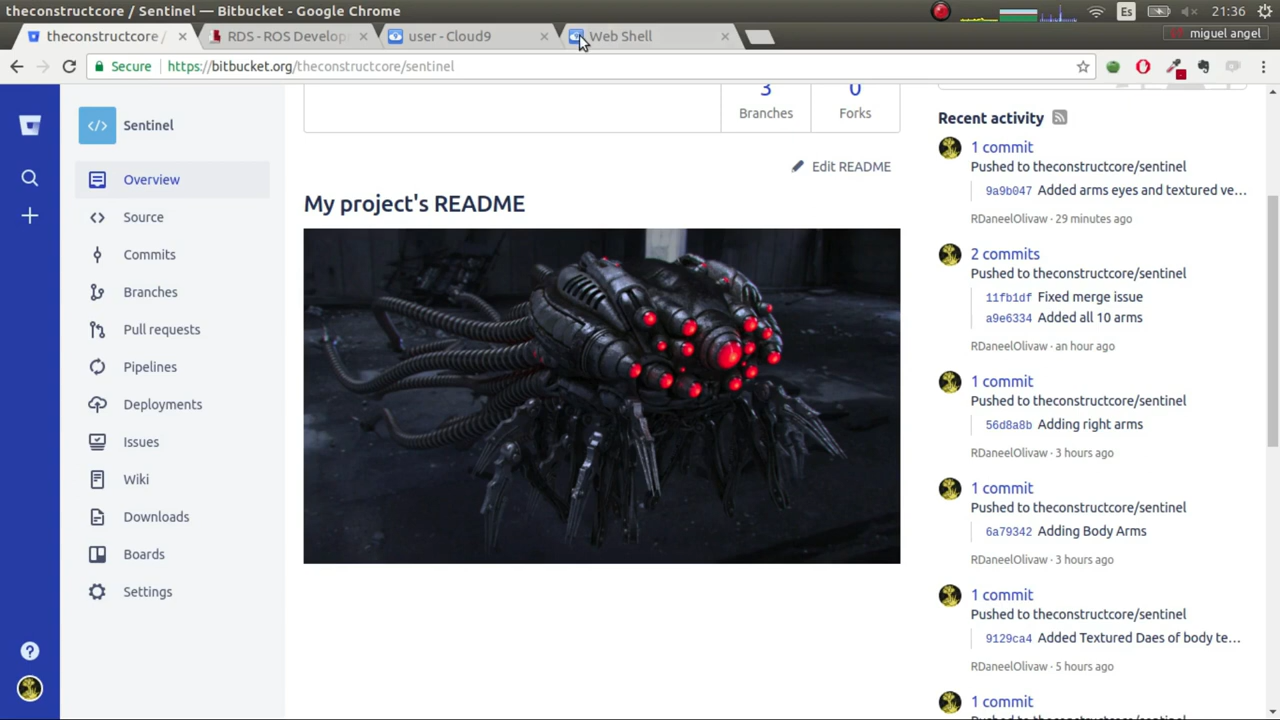 theconstructcore / Sentinel — Bitbucket - Google Chrome
Es
21:36
theconstructcore /
RDS - ROS Develop
user - Cloud9
Web Shell
miguel angel
Secure
https://bitbucket.org/theconstructcore/sentinel
Sentinel
Overview
Source
Commits
Branches
Pull requests
Pipelines
Deployments
Issues
Wiki
Downloads
Boards
Settings
3
Branches
0
Forks
Edit README
My project's README
Recent activity
1 commit
Pushed to theconstructcore/sentinel
9a9b047 Added arms eyes and textured ve...
RDaneelOlivaw · 29 minutes ago
2 commits
Pushed to theconstructcore/sentinel
11fb1df Fixed merge issue
a9e6334 Added all 10 arms
RDaneelOlivaw · an hour ago
1 commit
Pushed to theconstructcore/sentinel
56d8a8b Adding right arms
RDaneelOlivaw · 3 hours ago
1 commit
Pushed to theconstructcore/sentinel
6a79342 Adding Body Arms
RDaneelOlivaw · 3 hours ago
1 commit
Pushed to theconstructcore/sentinel
9129ca4 Added Textured Daes of body te...
RDaneelOlivaw · 5 hours ago
1 commit